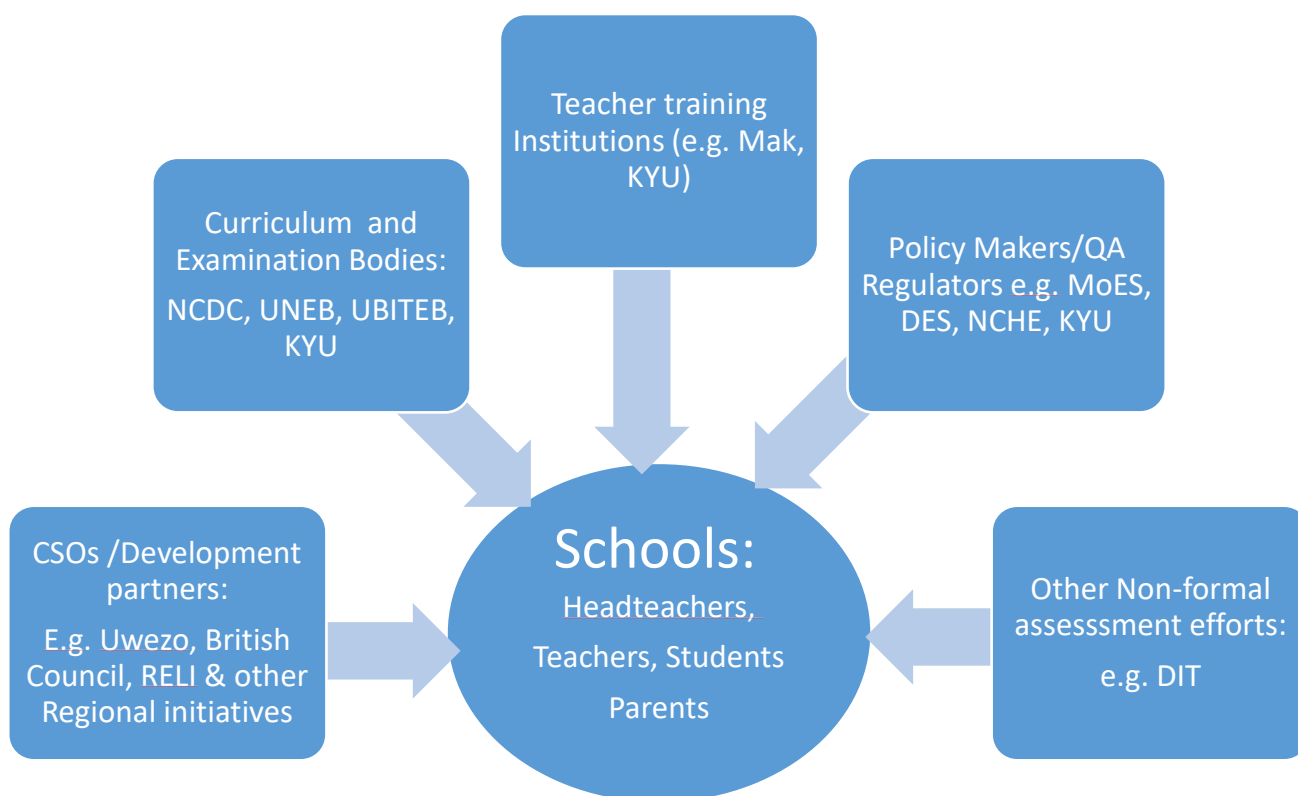 Teacher training
Institutions (e.g. Mak,
KYU)
Curriculum and
Examination Bodies:
NCDC, UNEB, UBITEB,
KYU
Policy Makers/QA
Regulators e.g. MoES,
DES, NCHE, KYU
CSOs /Development
partners:
E.g. Uwezo, British
Council, RELI & other
Regional initiatives
Schools:
Headteachers,
Teachers, Students
Parents
Other Non-formal
assesssment efforts:
e.g. DIT